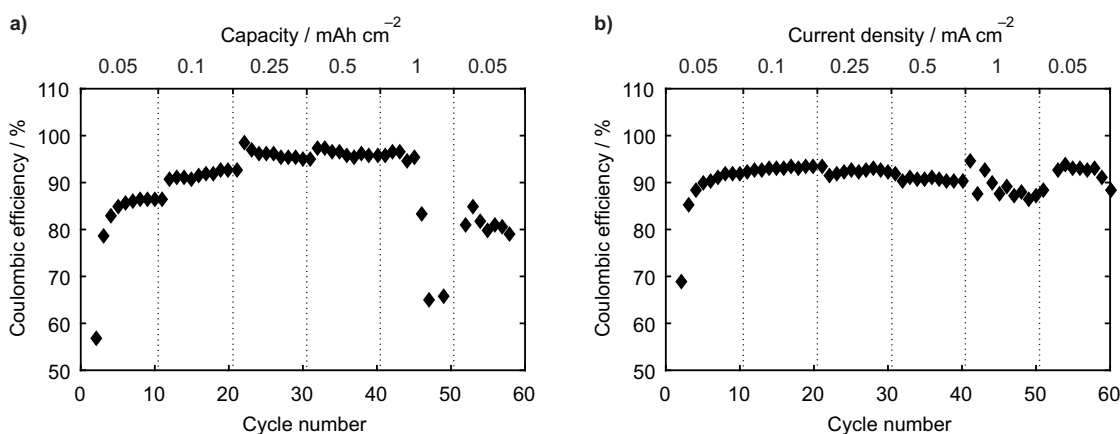 a)
Capacity / mAh cm⁻²
0.05 0.1 0.25 0.5 1 0.05
110
100
90
80
70
60
50
Coulombic efficiency / %
0 10 20 30 40 50 60
Cycle number
b)
Current density / mA cm⁻²
0.05 0.1 0.25 0.5 1 0.05
110
100
90
80
70
60
50
Coulombic efficiency / %
0 10 20 30 40 50 60
Cycle number